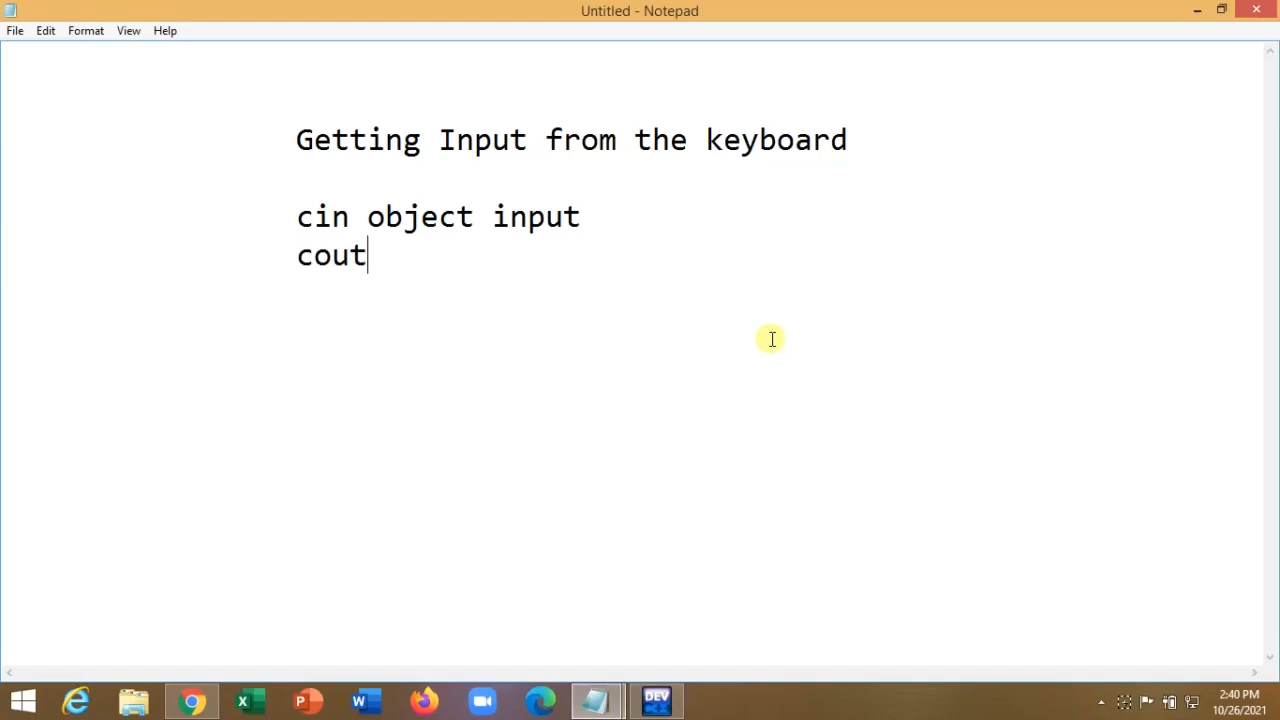 Untitled - Notepad
File Edit Format View Help
Getting Input from the keyboard
cin object input
cout
DEV
2:40 PM
10/26/2021